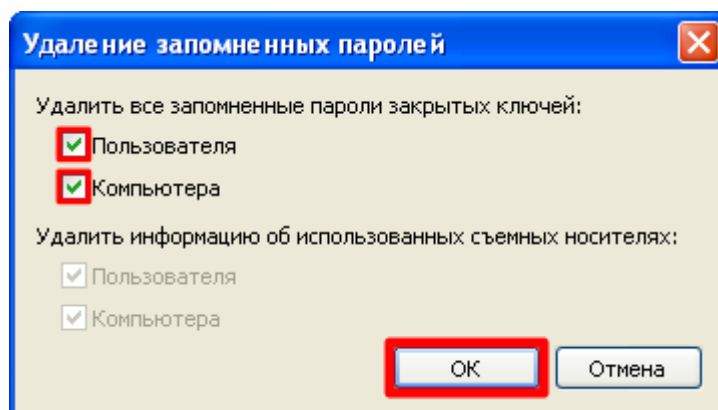 Удаление запомненных паролей
Удалить все запомненные пароли закрытых ключей:
Пользователя
Компьютера
Удалить информацию об использованных съемных носителях:
Пользователя
Компьютера
ОК
Отмена